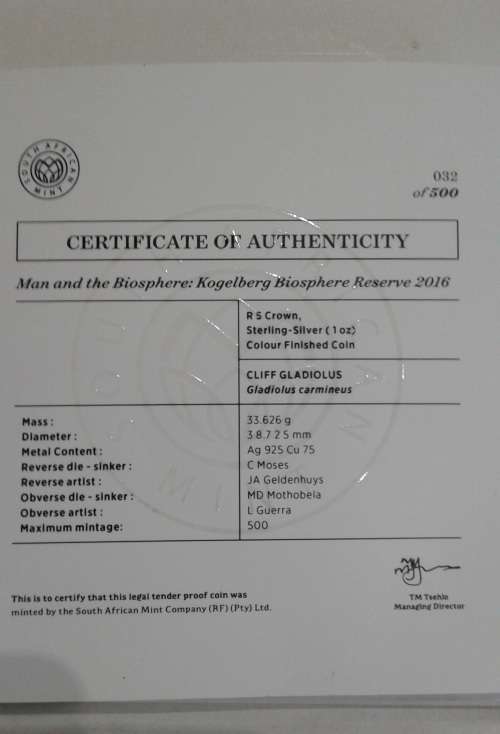 SOUTH AFRICAN MINT
032
of 500
CERTIFICATE OF AUTHENTICITY
Man and the Biosphere: Kogelberg Biosphere Reserve 2016
R 5 Crown,
Sterling-Silver ( 1 oz)
Colour Finished Coin
CLIFF GLADIOLUS
Gladiolus carmineus
Mass : 33.626 g
Diameter : 38.725 mm
Metal Content : Ag 925 Cu 75
Reverse die - sinker : C Moses
Reverse artist : JA Geldenhuys
Obverse die - sinker : MD Mothobela
Obverse artist : L Guerra
Maximum mintage: 500
This is to certify that this legal tender proof coin was
minted by the South African Mint Company (RF) (Pty) Ltd.
TM Tsehlo
Managing Director